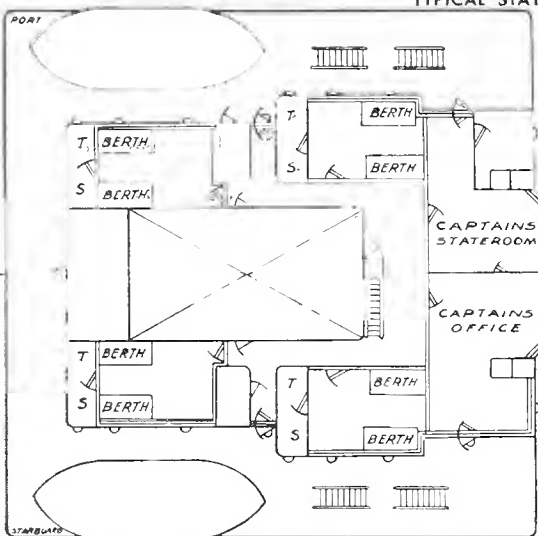 TYPICAL STAT
PORT
T. BERTH
S. BERTH
T. BERTH.
S BERTH.
CAPTAINS
STATEROOM
CAPTAINS
OFFICE
T BERTH
S BERTH
T BERTH
S BERTH
STARBOARD